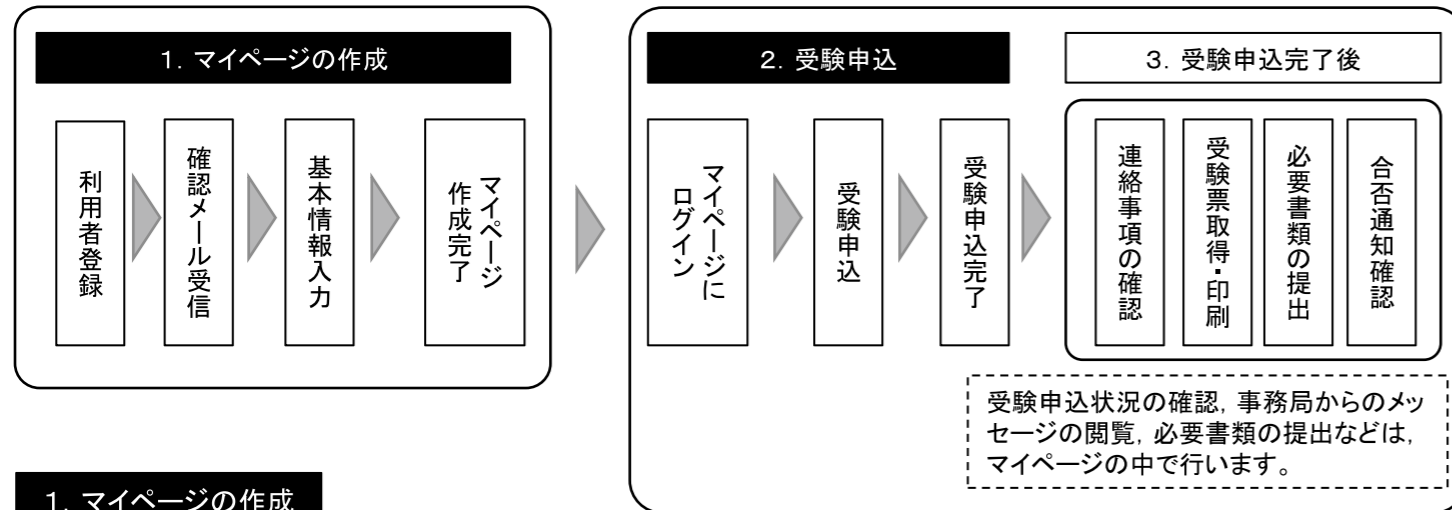 1．マイページの作成
利用者登録
確認メール受信
基本情報入力
マイページ
作成完了
2．受験申込
マイページに
ログイン
受験申込
受験申込完了
3．受験申込完了後
連絡事項の確認
受験票取得・印刷
必要書類の提出
合否通知確認
受験申込状況の確認，事務局からのメッ
セージの閲覧，必要書類の提出などは，
マイページの中で行います。
1．マイページの作成